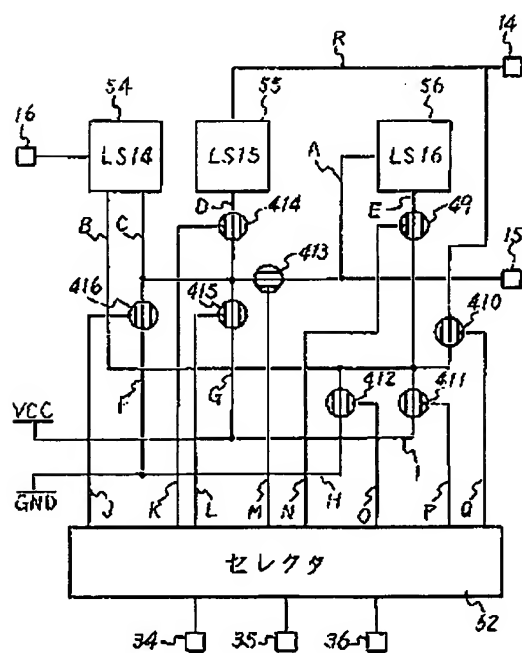 R
14
54
55
56
16
LS14
LS15
LS16
A
B
C
D
E
414
49
413
15
416
415
410
F
G
412
411
VCC
I
GND
H
J
K
L
M
N
O
P
Q
セレクタ
52
34
35
36